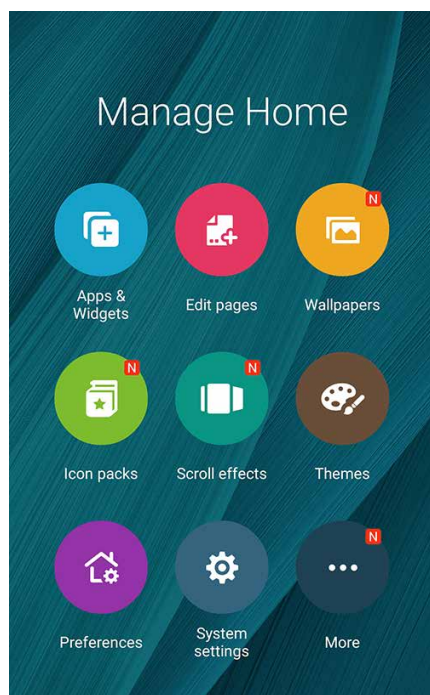 Manage Home
N
Apps &
Widgets
Edit pages
Wallpapers
N
N
Icon packs
Scroll effects
Themes
N
Preferences
System
settings
More